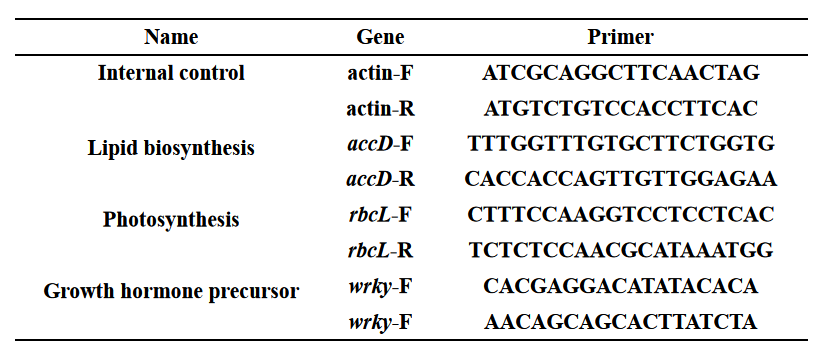 Name Gene Primer
Internal control actin-F ATCGCAGGCTTCAACTAG
actin-R ATGTCTGTCCACCTTCAC
Lipid biosynthesis accD-F TTTGGTTTGTGCTTCTGGTG
accD-R CACCACCAGTTGTTGGAGAA
Photosynthesis rbcL-F CTTTCCAAGGTCCTCCTCAC
rbcL-R TCTCTCCAACGCATAAATGG
Growth hormone precursor wrky-F CACGAGGACATATACACA
wrky-F AACAGCAGCACTTATCTA